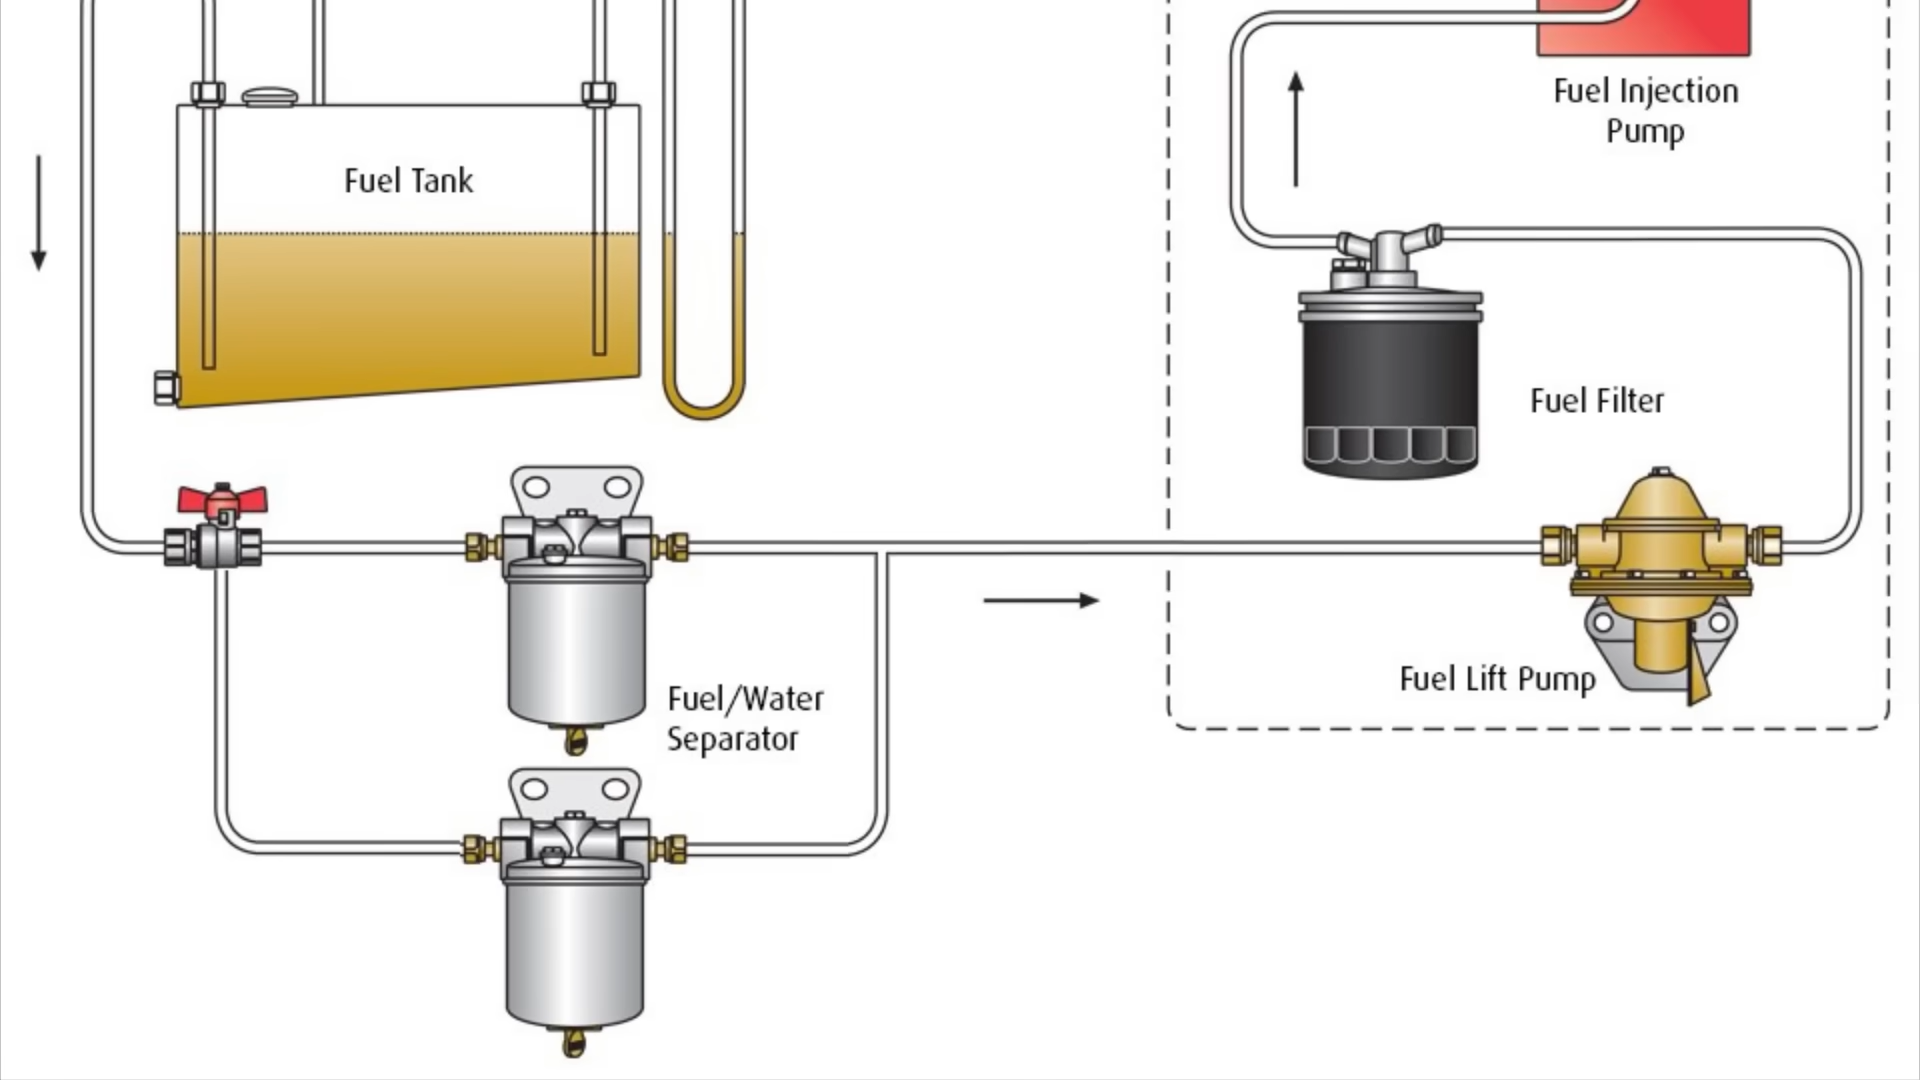 Fuel Injection
Pump
Fuel Tank
Fuel Filter
Fuel Lift Pump
Fuel/Water
Separator